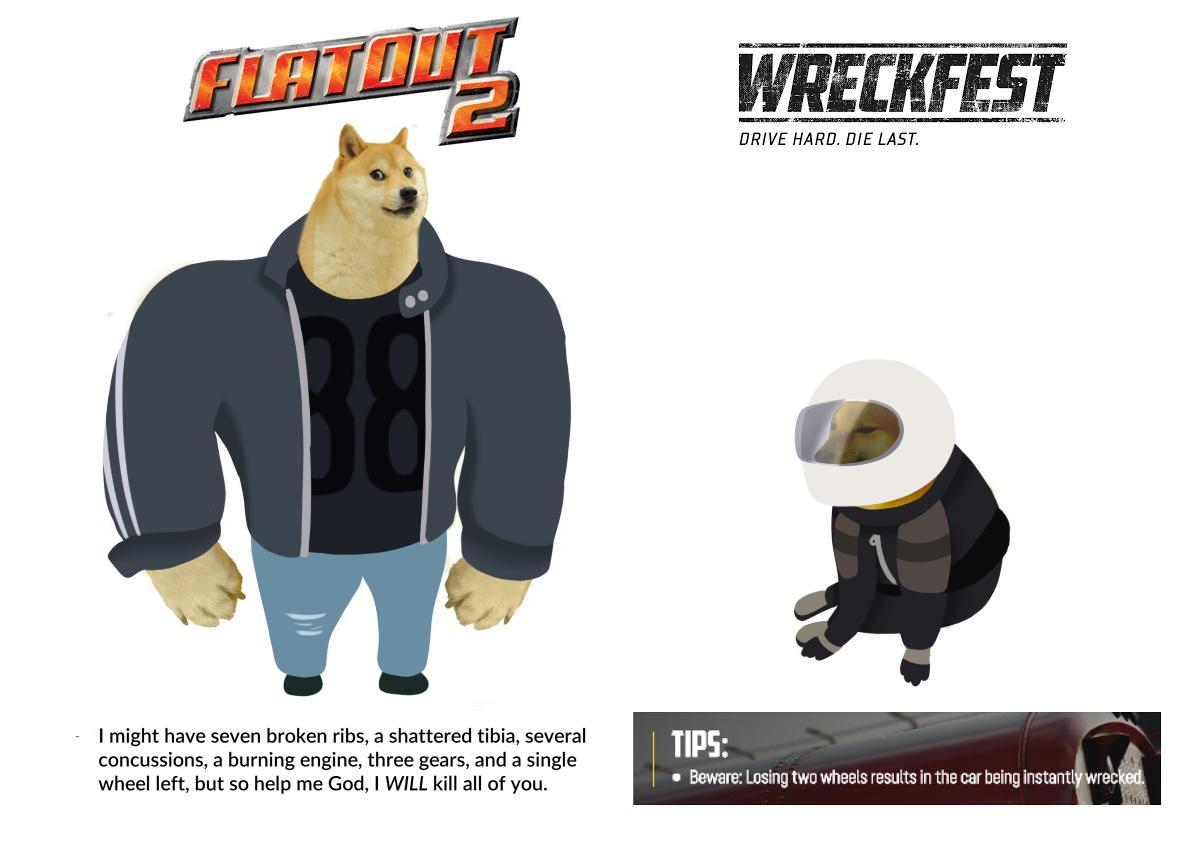 FLATOUT
2
88
I might have seven broken ribs, a shattered tibia, several
concussions, a burning engine, three gears, and a single
wheel left, but so help me God, I WILL kill all of you.
WRECKFEST
DRIVE HARD. DIE LAST.
TIPS:
• Beware: Losing two wheels results in the car being instantly wrecked.